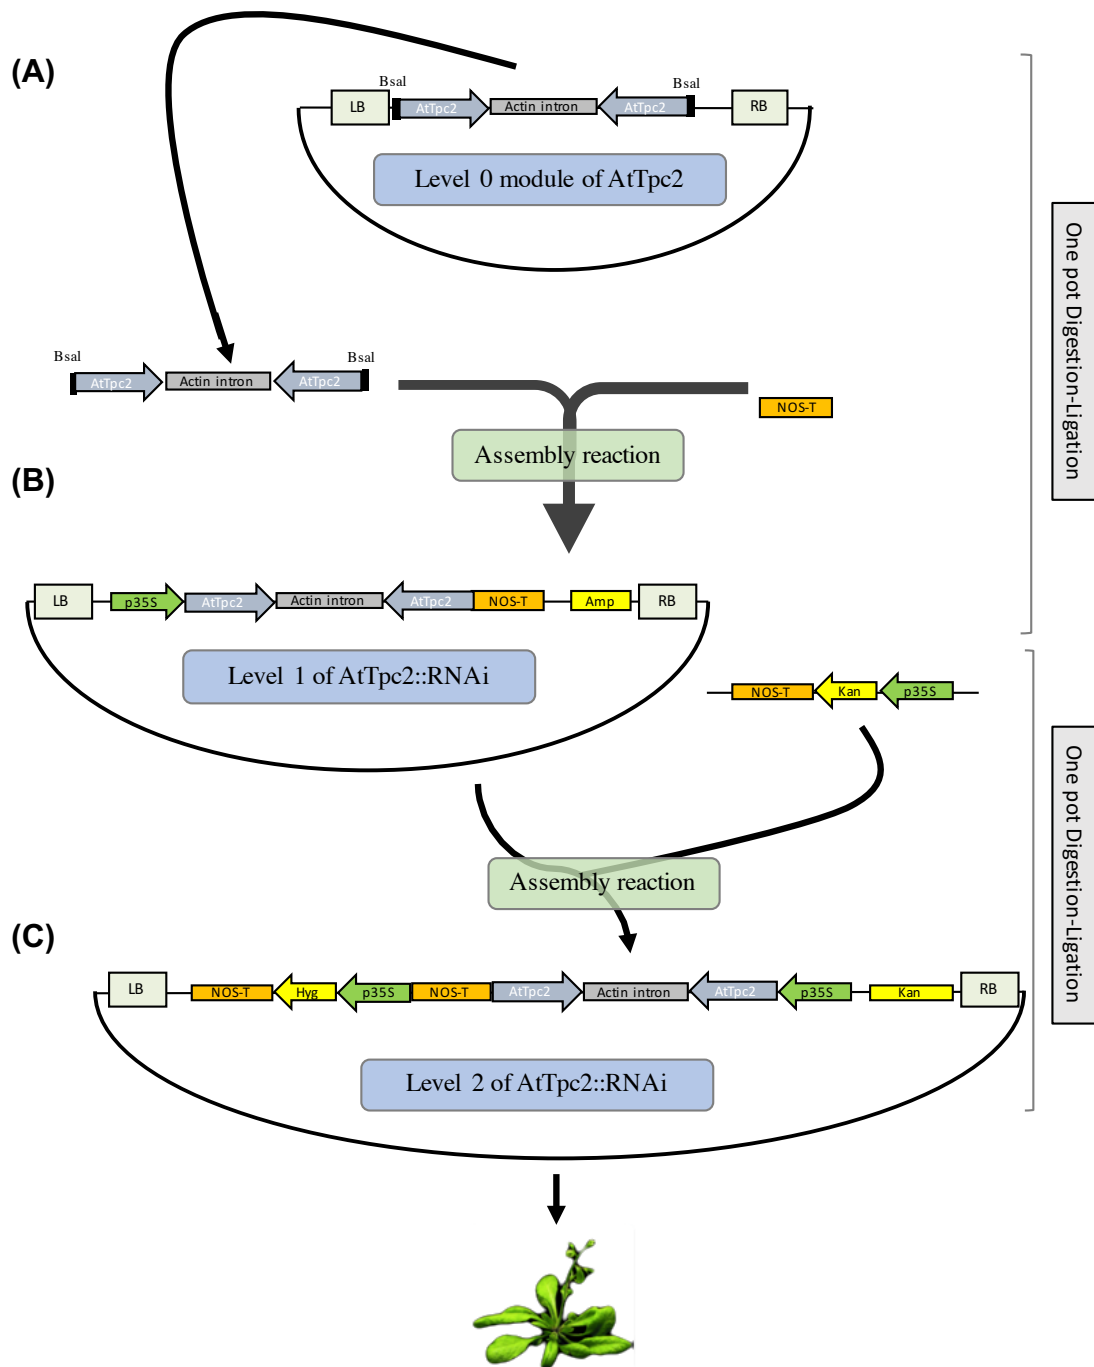 (A)
BsaI
BsaI
LB
AtTpc2
Actin intron
AtTpc2
RB
Level 0 module of AtTpc2
One pot Digestion-Ligation
BsaI
BsaI
AtTpc2
Actin intron
AtTpc2
NOS-T
Assembly reaction
(B)
LB
p35S
AtTpc2
Actin intron
AtTpc2
NOS-T
Amp
RB
Level 1 of AtTpc2::RNAi
NOS-T
Kan
p35S
One pot Digestion-Ligation
Assembly reaction
(C)
LB
NOS-T
Hyg
p35S
NOS-T
AtTpc2
Actin intron
AtTpc2
p35S
Kan
RB
Level 2 of AtTpc2::RNAi